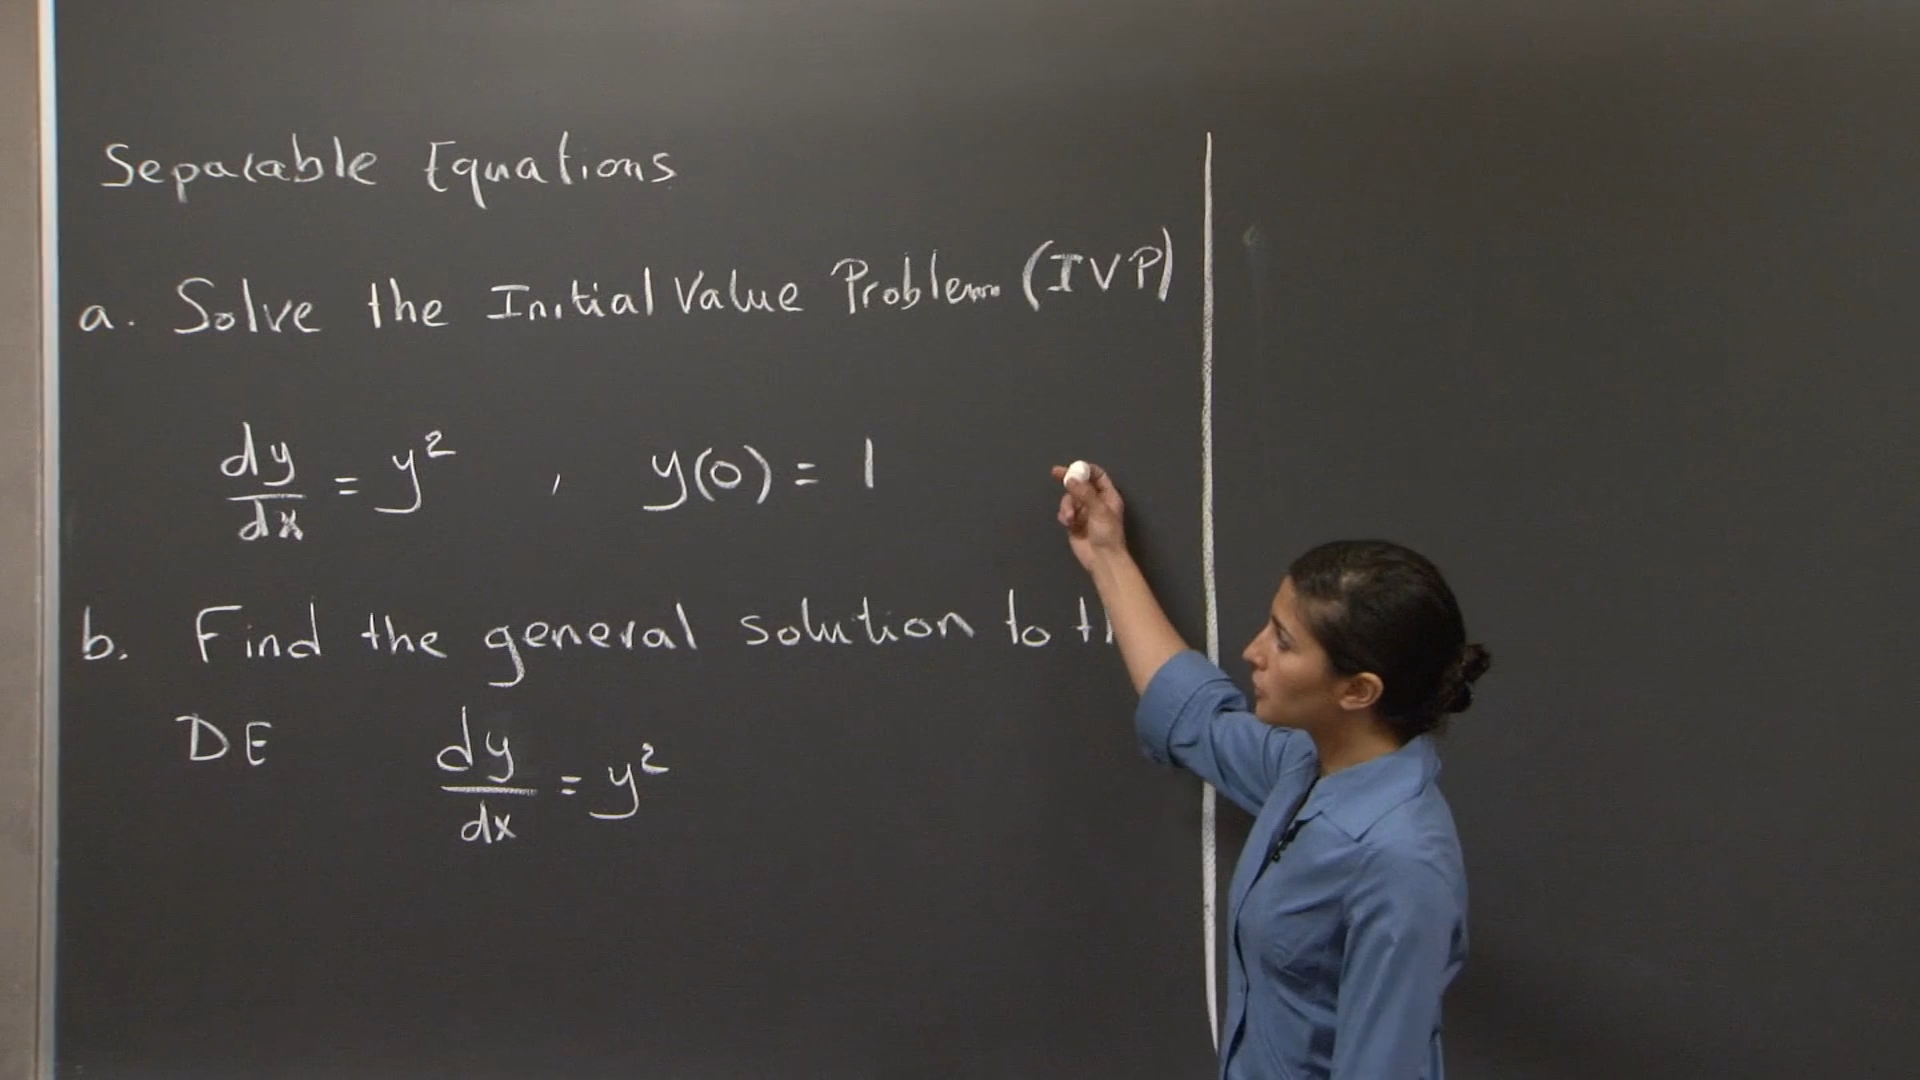 Separable Equations
a. Solve the Initial Value Problem (IVP)
dy/dx = y² , y(0) = 1
b. Find the general solution to
DE dy/dx = y²